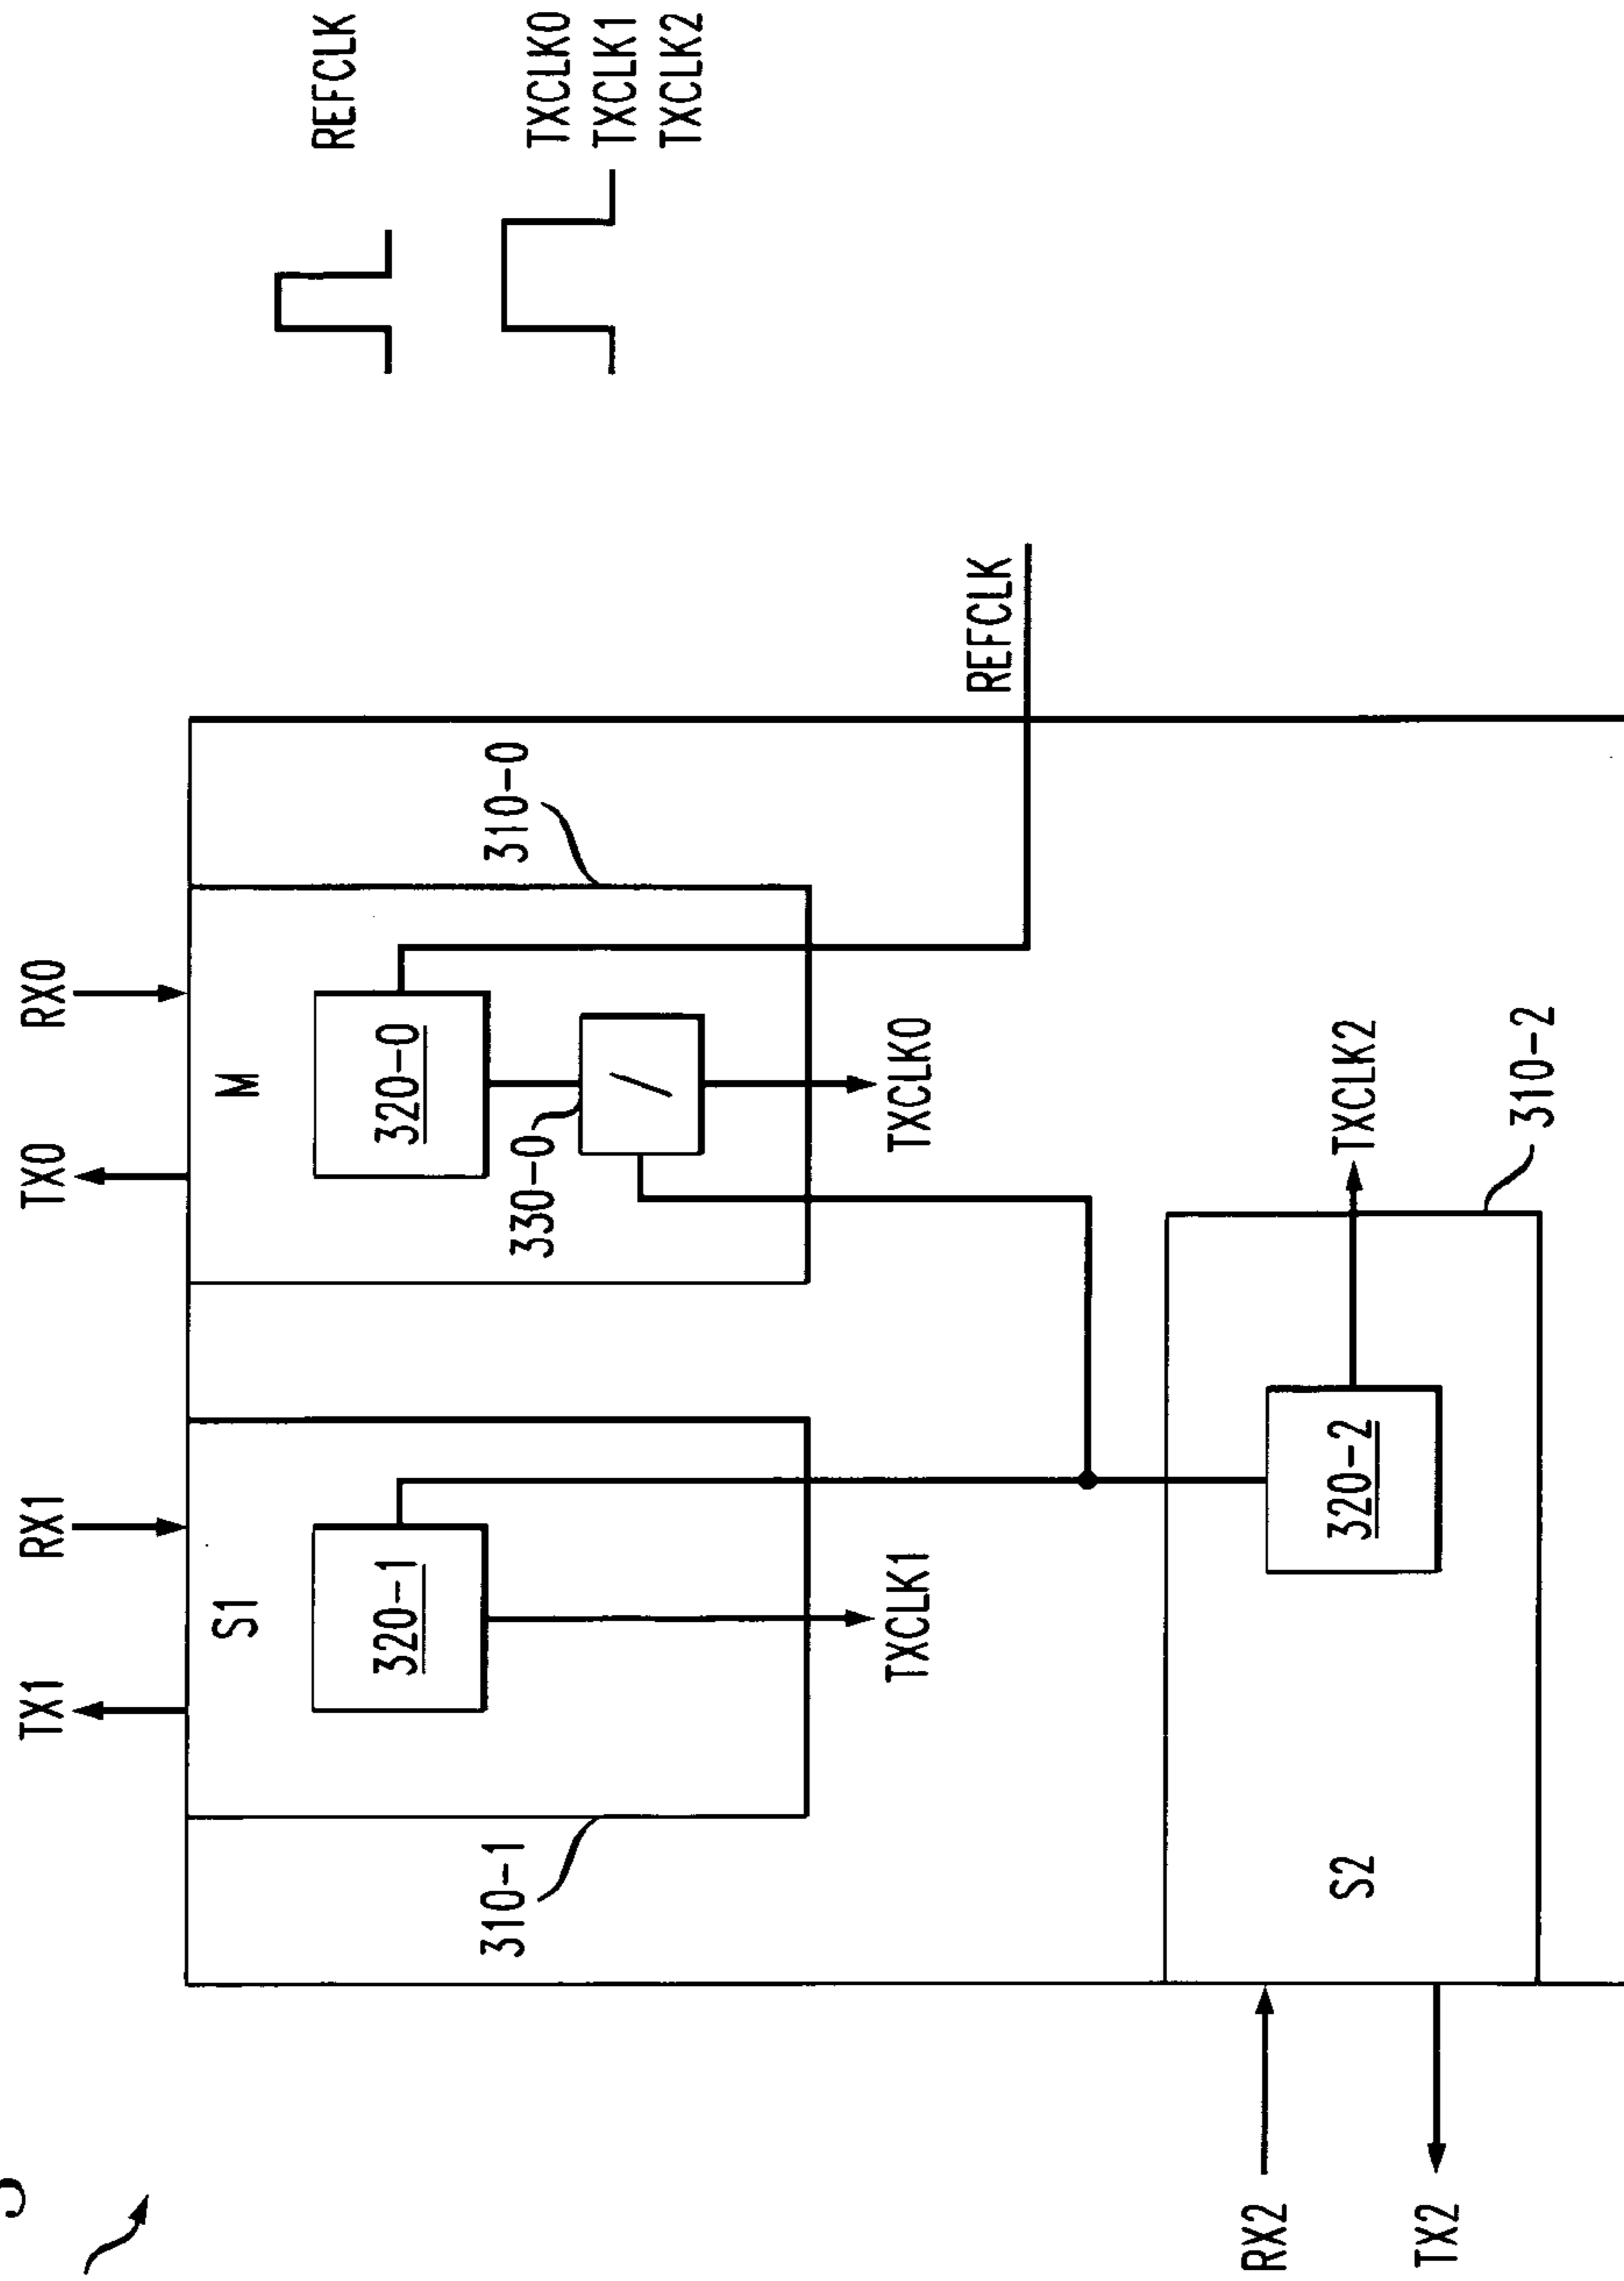 3
TX1
RX1
TX0
RX0
REFCLK
S1
M
320-1
320-0
310-1
330-0
310-0
/
TXCLK0
TXCLK1
TXCLK2
TXCLK1
TXCLK0
REFCLK
RX2
TX2
S2
320-2
TXCLK2
310-2